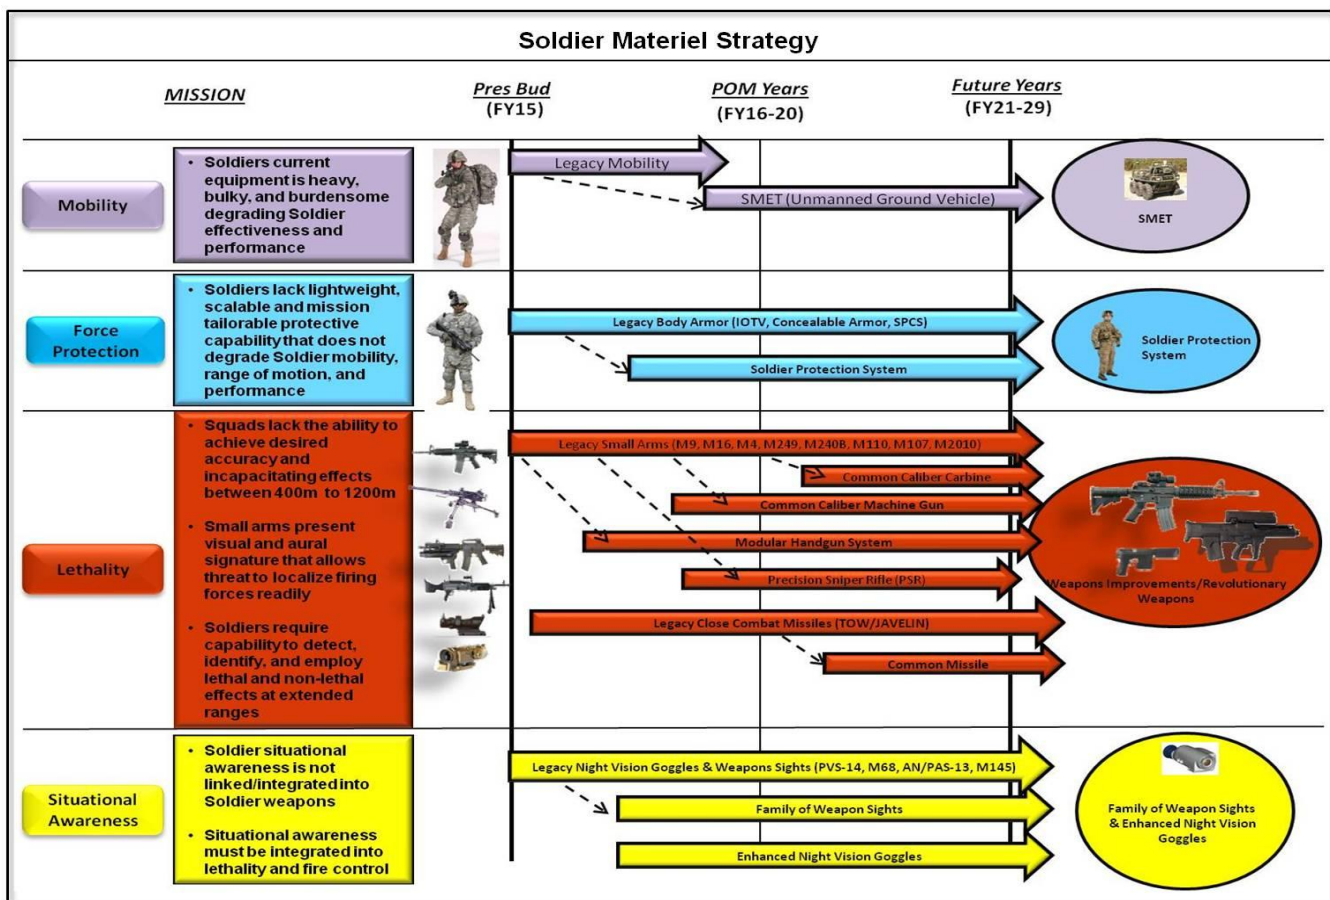 Soldier Materiel Strategy
MISSION
Pres Bud
(FY15)
POM Years
(FY16-20)
Future Years
(FY21-29)
Mobility
• Soldiers current
equipment is heavy,
bulky, and burdensome
degrading Soldier
effectiveness and
performance
Legacy Mobility
SMET (Unmanned Ground Vehicle)
SMET
Force
Protection
• Soldiers lack lightweight,
scalable and mission
tailorable protective
capability that does not
degrade Soldier mobility,
range of motion, and
performance
Legacy Body Armor (IOTV, Concealable Armor, SPCS)
Soldier Protection System
Soldier Protection
System
Lethality
• Squads lack the ability to
achieve desired
accuracy and
incapacitating effects
between 400m to 1200m
• Small arms present
visual and aural
signature that allows
threat to localize firing
forces readily
• Soldiers require
capability to detect,
identify, and employ
lethal and non-lethal
effects at extended
ranges
Legacy Small Arms (M9, M16, M4, M249, M240B, M110, M107, M2010)
Common Caliber Carbine
Common Caliber Machine Gun
Modular Handgun System
Precision Sniper Rifle (PSR)
Legacy Close Combat Missiles (TOW/JAVELIN)
Common Missile
Weapons Improvements/Revolutionary
Weapons
Situational
Awareness
• Soldier situational
awareness is not
linked/integrated into
Soldier weapons
• Situational awareness
must be integrated into
lethality and fire control
Legacy Night Vision Goggles & Weapons Sights (PVS-14, M68, AN/PAS-13, M145)
Family of Weapon Sights
Enhanced Night Vision Goggles
Family of Weapon Sights
& Enhanced Night Vision
Goggles